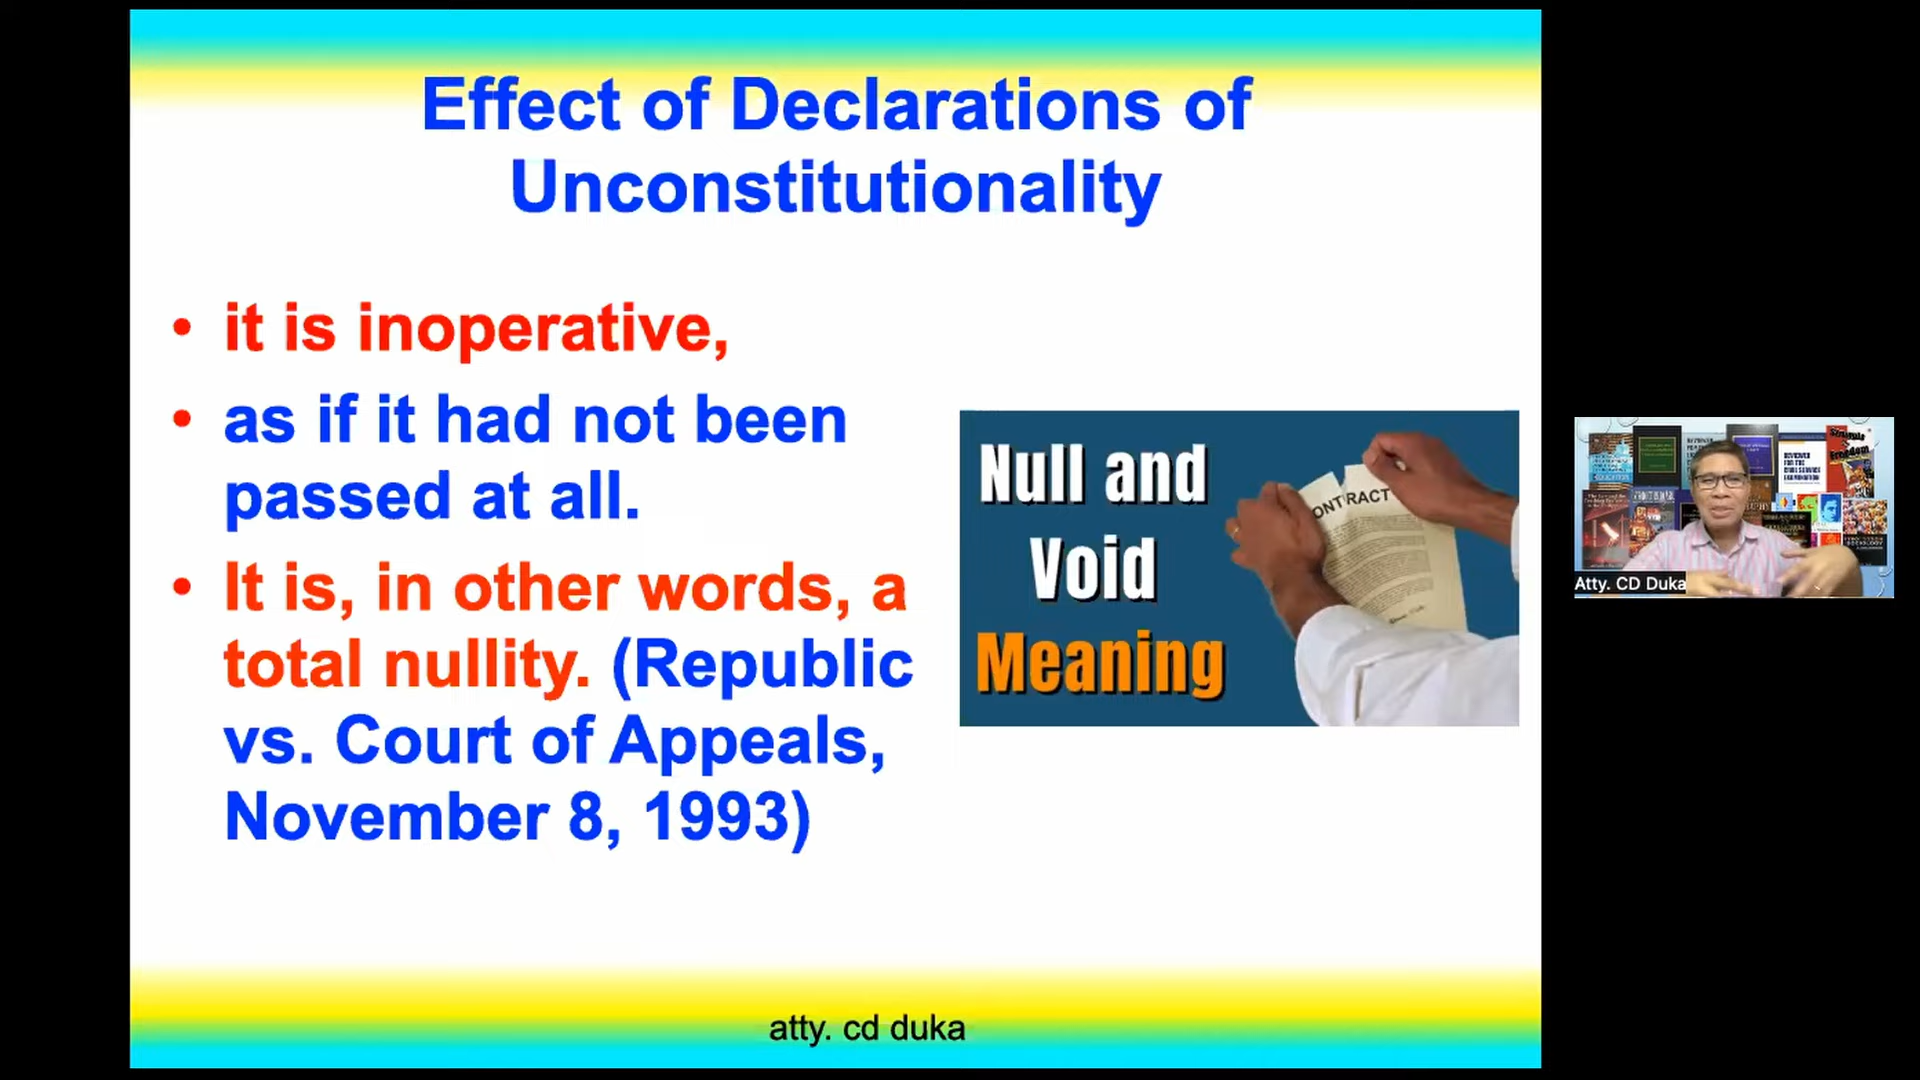 Effect of Declarations of
Unconstitutionality
• it is inoperative,
• as if it had not been
passed at all.
• It is, in other words, a
total nullity. (Republic
vs. Court of Appeals,
November 8, 1993)
Null and
Void
Meaning
CONTRACT
atty. cd duka
Atty. CD Duka